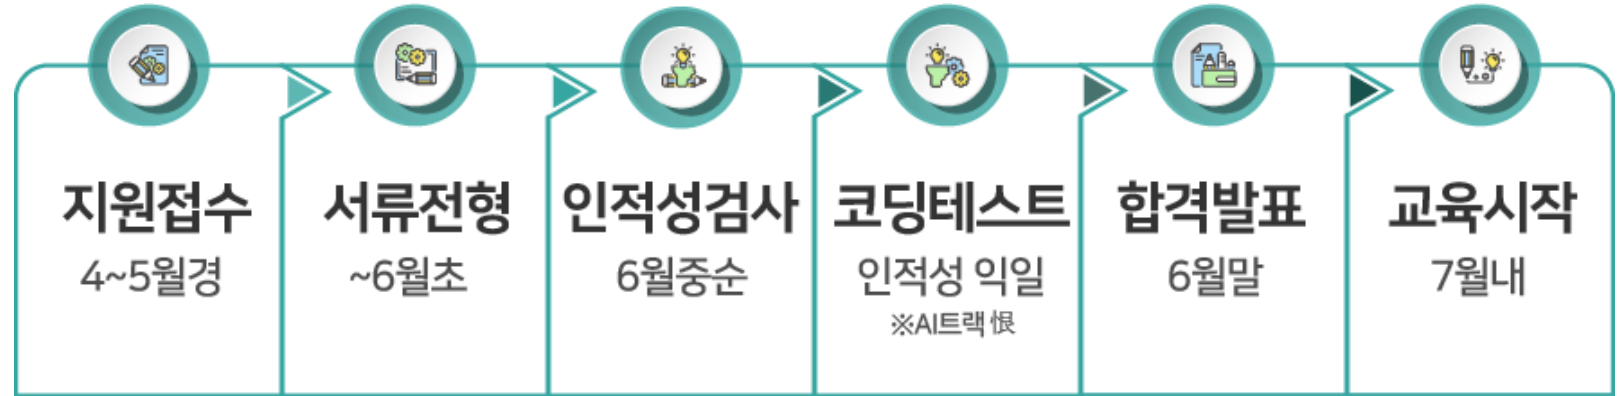 지원접수
4~5월경
서류전형
~6월초
인적성검사
6월중순
코딩테스트
인적성 익일
※AI트랙 恨
합격발표
6월말
교육시작
7월내